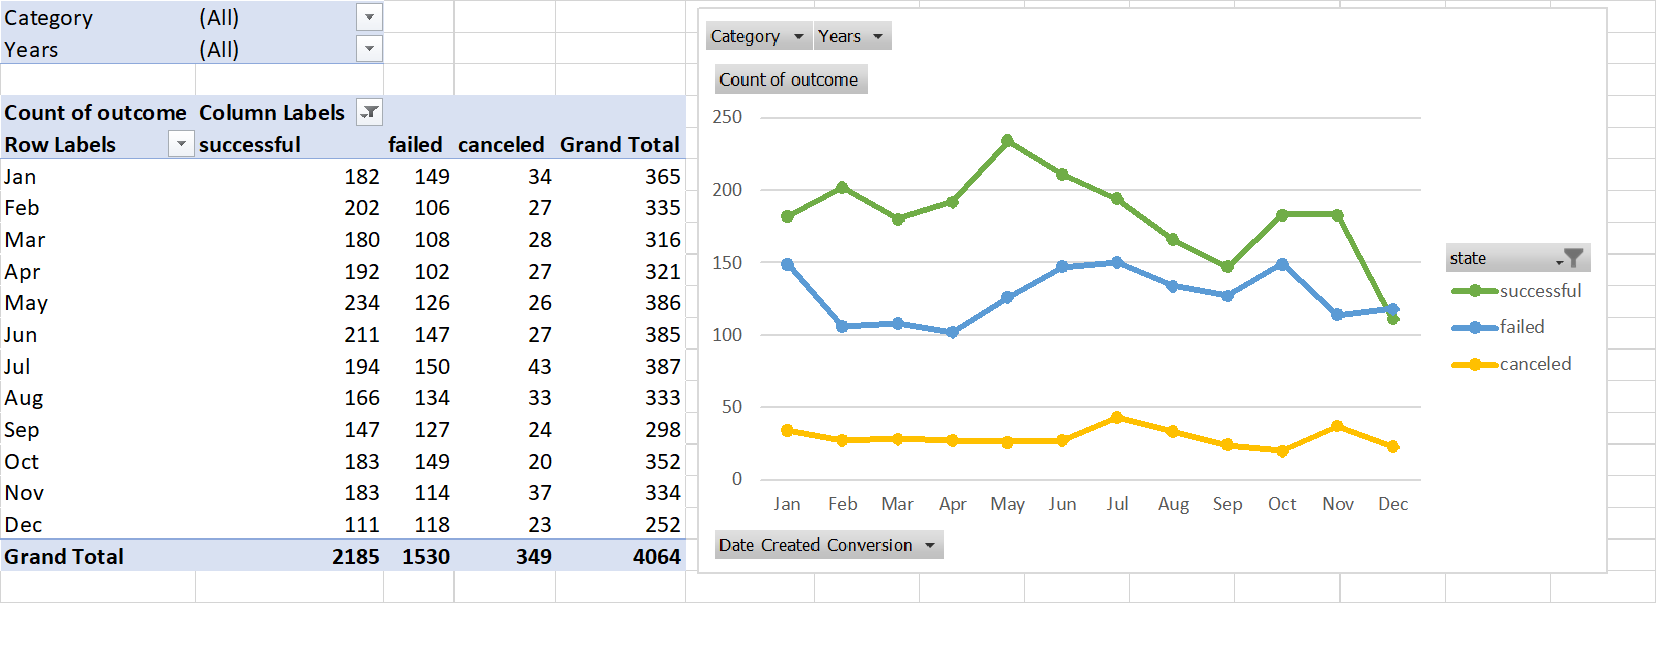 Category (All)
Years (All)
Count of outcome Column Labels
Row Labels successful failed canceled Grand Total
Jan 182 149 34 365
Feb 202 106 27 335
Mar 180 108 28 316
Apr 192 102 27 321
May 234 126 26 386
Jun 211 147 27 385
Jul 194 150 43 387
Aug 166 134 33 333
Sep 147 127 24 298
Oct 183 149 20 352
Nov 183 114 37 334
Dec 111 118 23 252
Grand Total 2185 1530 349 4064
Category Years
Count of outcome
250
200
150
100
50
0
Jan Feb Mar Apr May Jun Jul Aug Sep Oct Nov Dec
state
successful
failed
canceled
Date Created Conversion